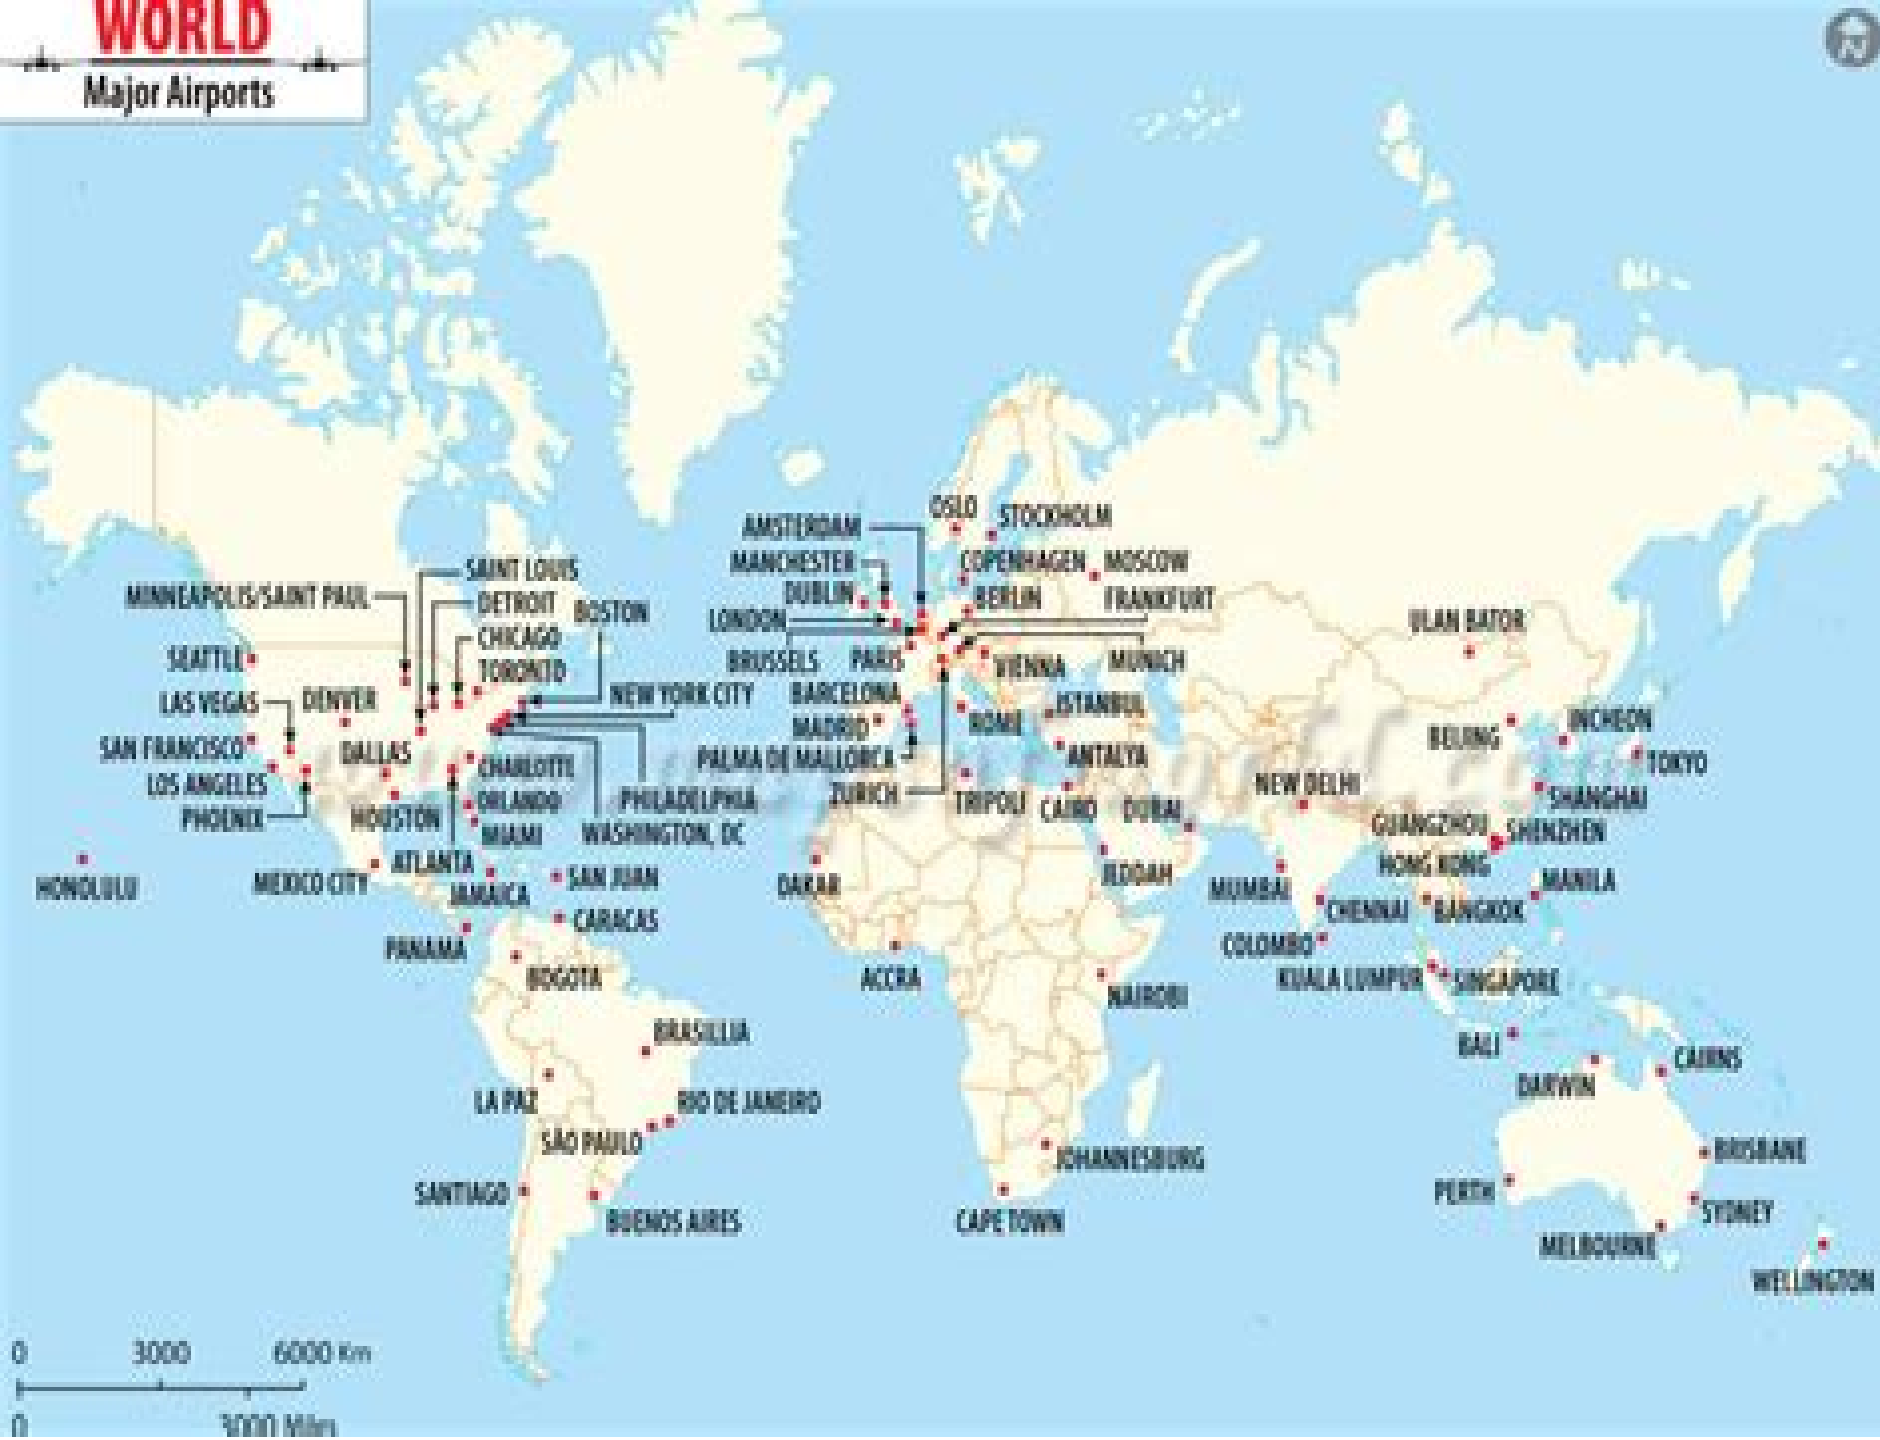 WORLD
Major Airports
N
OSLO
STOCKHOLM
AMSTERDAM
MANCHESTER
COPENHAGEN
MOSCOW
SAINT LOUIS
MINNEAPOLIS/SAINT PAUL
DETROIT
BOSTON
DUBLIN
BERLIN
FRANKFURT
LONDON
ULAN BATOR
CHICAGO
SEATTLE
TORONTO
BRUSSELS
PARIS
VIENNA
MUNICH
LAS VEGAS
DENVER
NEW YORK CITY
BARCELONA
ISTANBUL
MADRID
ROME
INCHEON
BEIJING
SAN FRANCISCO
DALLAS
PALMA DE MALLORCA
ANTALYA
TOKYO
CHARLOTTE
LOS ANGELES
NEW DELHI
ZURICH
TRIPOLI
CAIRO
DUBAI
SHANGHAI
ORLANDO
PHILADELPHIA
PHOENIX
HOUSTON
MIAMI
WASHINGTON, DC
GUANGZHOU
SHENZHEN
HONG KONG
ATLANTA
MEXICO CITY
HONOLULU
JAMAICA
SAN JUAN
DAKAR
JEDDAH
MUMBAI
MANILA
CHENNAI
BANGKOK
CARACAS
PANAMA
COLOMBO
BOGOTA
ACCRA
NAIROBI
KUALA LUMPUR
SINGAPORE
BRASILLIA
BALI
CAIRNS
DARWIN
LA PAZ
RIO DE JANEIRO
SÃO PAULO
JOHANNESBURG
BRISBANE
SANTIAGO
PERTH
BUENOS AIRES
CAPE TOWN
SYDNEY
MELBOURNE
WELLINGTON
0 3000 6000 Km
0 3000 Miles